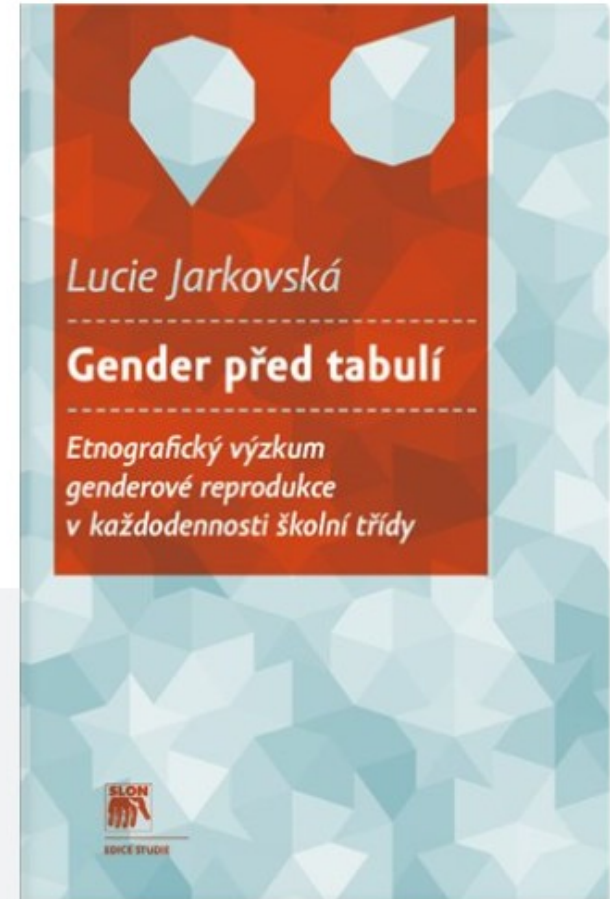 Lucie Jarkovská
Gender před tabulí
Etnografický výzkum
genderové reprodukce
v každodennosti školní třídy
SLON
EDICE STUDIE